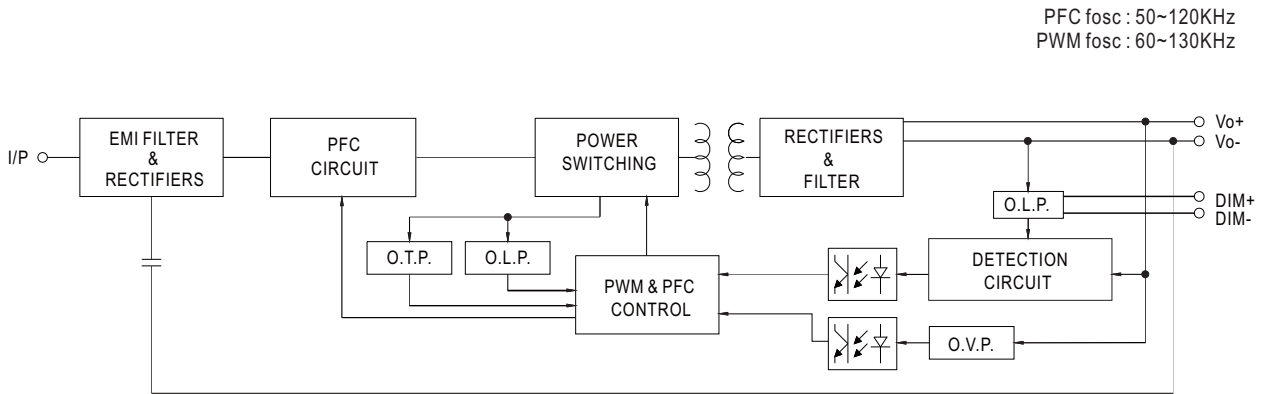 PFC fosc : 50~120KHz
PWM fosc : 60~130KHz
I/P
EMI FILTER
&
RECTIFIERS
PFC
CIRCUIT
POWER
SWITCHING
RECTIFIERS
&
FILTER
Vo+
Vo-
O.L.P.
DIM+
DIM-
O.T.P.
O.L.P.
PWM & PFC
CONTROL
DETECTION
CIRCUIT
O.V.P.